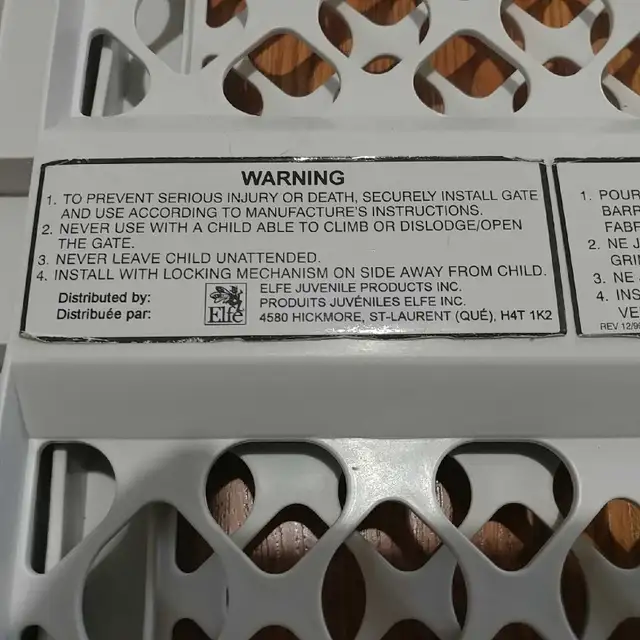 WARNING
1. TO PREVENT SERIOUS INJURY OR DEATH, SECURELY INSTALL GATE
AND USE ACCORDING TO MANUFACTURE'S INSTRUCTIONS.
2. NEVER USE WITH A CHILD ABLE TO CLIMB OR DISLODGE/OPEN
THE GATE.
3. NEVER LEAVE CHILD UNATTENDED.
4. INSTALL WITH LOCKING MECHANISM ON SIDE AWAY FROM CHILD.
Distributed by:
Distribuée par:
Elfe
ELFE JUVENILE PRODUCTS INC.
PRODUITS JUVÉNILES ELFE INC.
4580 HICKMORE, ST-LAURENT (QUÉ), H4T 1K2
1. POUR
BARR
FABR
2. NE J
GRI
3. NE
4. INS
VE
REV 12/9